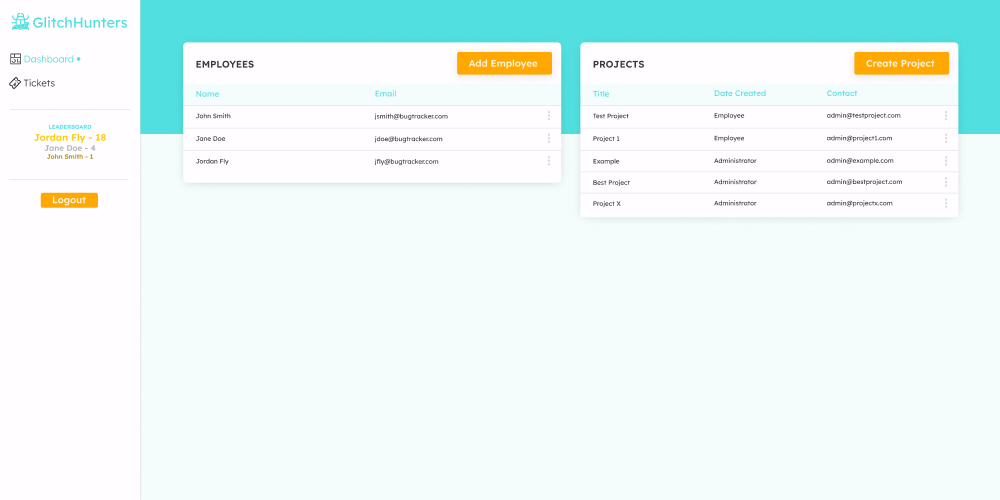 GlitchHunters
Dashboard •
Tickets
LEADERBOARD
Jordan Fly - 18
Jane Doe - 4
John Smith - 1
Logout
EMPLOYEES
Add Employee
Name Email
John Smith jsmith@bugtracker.com
Jane Doe jdoe@bugtracker.com
Jordan Fly jfly@bugtracker.com
PROJECTS
Create Project
Title Date Created Contact
Test Project Employee admin@testproject.com
Project 1 Employee admin@project1.com
Example Administrator admin@example.com
Best Project Administrator admin@bestproject.com
Project X Administrator admin@projectx.com